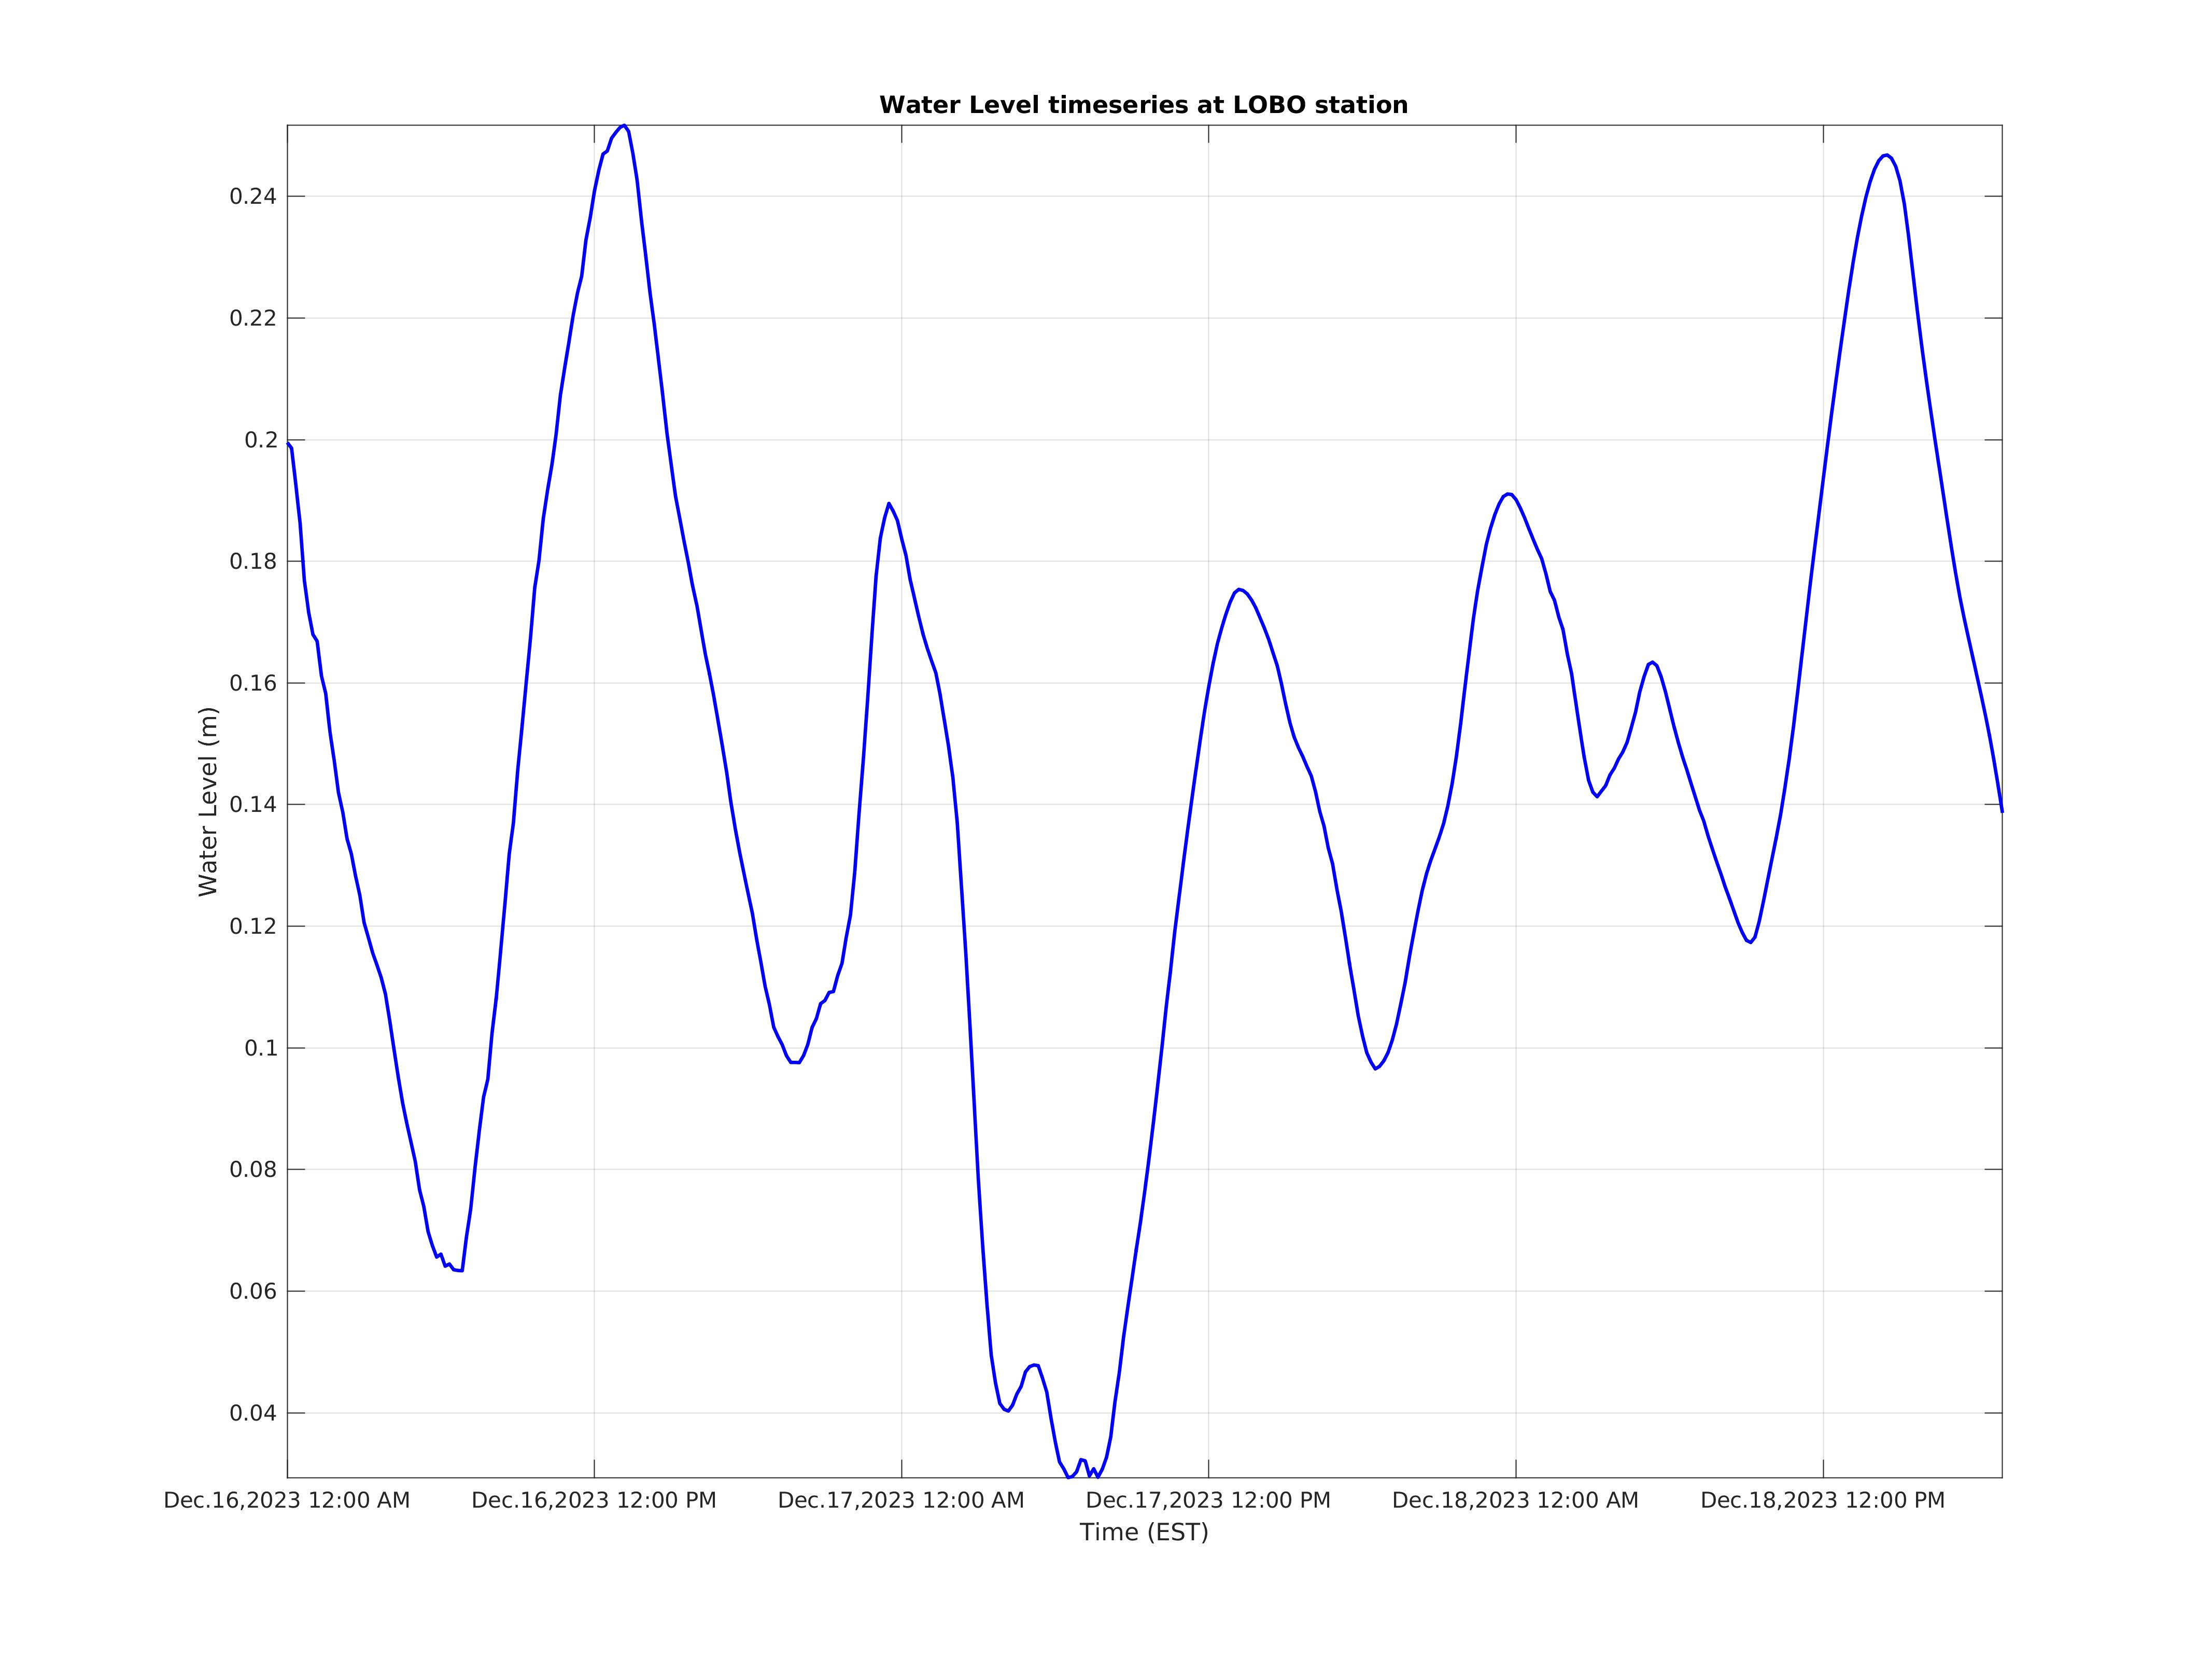 Water Level timeseries at LOBO station
0.24
0.22
0.2
0.18
0.16
0.14
0.12
0.1
0.08
0.06
0.04
Water Level (m)
Dec.16,2023 12:00 AM Dec.16,2023 12:00 PM Dec.17,2023 12:00 AM Dec.17,2023 12:00 PM Dec.18,2023 12:00 AM Dec.18,2023 12:00 PM
Time (EST)